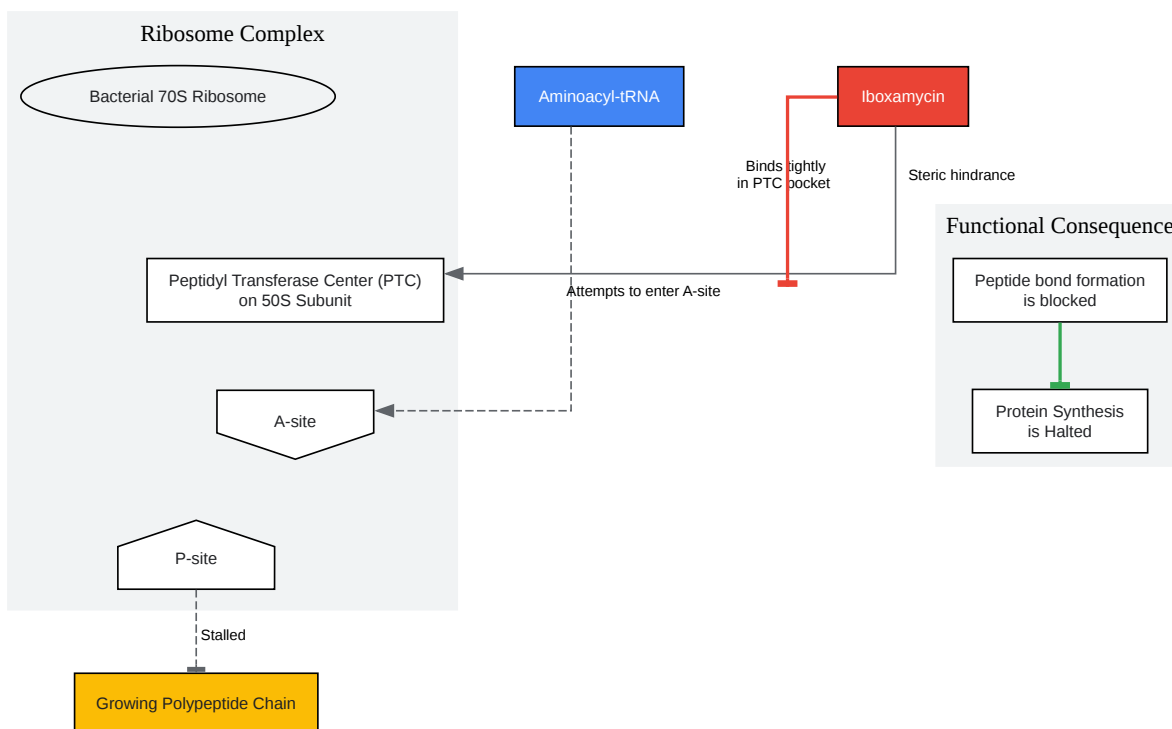 Ribosome Complex
Bacterial 70S Ribosome
Aminoacyl-tRNA
Iboxamycin
Binds tightly
in PTC pocket
Steric hindrance
Functional Consequence
Peptidyl Transferase Center (PTC)
on 50S Subunit
Attempts to enter A-site
Peptide bond formation
is blocked
A-site
Protein Synthesis
is Halted
P-site
Stalled
Growing Polypeptide Chain